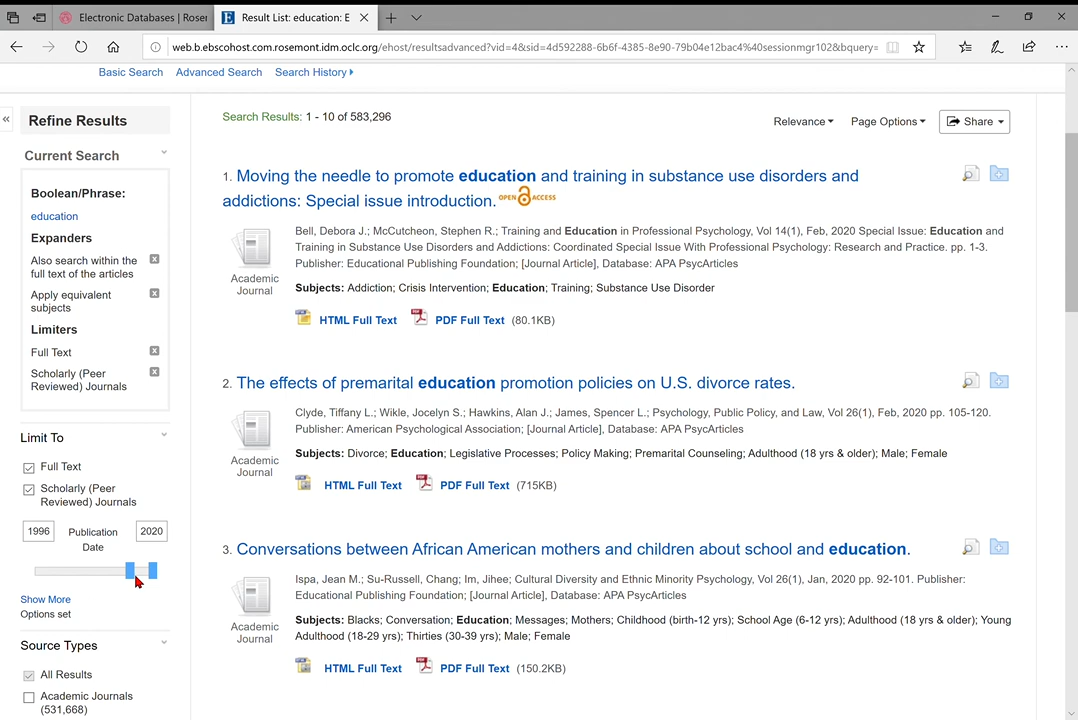 Electronic Databases | Roser
Result List: education: E
web.b.ebscohost.com.rosemont.idm.oclc.org/ehost/resultsadvanced?vid=4&sid=4d592288-6b6f-4385-8e90-79b04e12bac4%40sessionmgr102&bquery=
Basic Search Advanced Search Search History
Refine Results
Current Search
Boolean/Phrase:
education
Expanders
Also search within the
full text of the articles
Apply equivalent
subjects
Limiters
Full Text
Scholarly (Peer
Reviewed) Journals
Limit To
Full Text
Scholarly (Peer
Reviewed) Journals
1996 Publication 2020
Date
Show More
Options set
Source Types
All Results
Academic Journals
(531,668)
Search Results: 1 - 10 of 583,296
Relevance Page Options Share
1. Moving the needle to promote education and training in substance use disorders and
addictions: Special issue introduction. OPEN ACCESS
Academic
Journal
Bell, Debora J.; McCutcheon, Stephen R.; Training and Education in Professional Psychology, Vol 14(1), Feb, 2020 Special Issue: Education and
Training in Substance Use Disorders and Addictions: Coordinated Special Issue With Professional Psychology: Research and Practice. pp. 1-3.
Publisher: Educational Publishing Foundation; [Journal Article], Database: APA PsycArticles
Subjects: Addiction; Crisis Intervention; Education; Training; Substance Use Disorder
HTML Full Text PDF Full Text (80.1KB)
2. The effects of premarital education promotion policies on U.S. divorce rates.
Academic
Journal
Clyde, Tiffany L.; Wikle, Jocelyn S.; Hawkins, Alan J.; James, Spencer L.; Psychology, Public Policy, and Law, Vol 26(1), Feb, 2020 pp. 105-120.
Publisher: American Psychological Association; [Journal Article], Database: APA PsycArticles
Subjects: Divorce; Education; Legislative Processes; Policy Making; Premarital Counseling; Adulthood (18 yrs & older); Male; Female
HTML Full Text PDF Full Text (715KB)
3. Conversations between African American mothers and children about school and education.
Academic
Journal
Ispa, Jean M.; Su-Russell, Chang; Im, Jihee; Cultural Diversity and Ethnic Minority Psychology, Vol 26(1), Jan, 2020 pp. 92-101. Publisher:
Educational Publishing Foundation; [Journal Article], Database: APA PsycArticles
Subjects: Blacks; Conversation; Education; Messages; Mothers; Childhood (birth-12 yrs); School Age (6-12 yrs); Adulthood (18 yrs & older); Young
Adulthood (18-29 yrs); Thirties (30-39 yrs); Male; Female
HTML Full Text PDF Full Text (150.2KB)